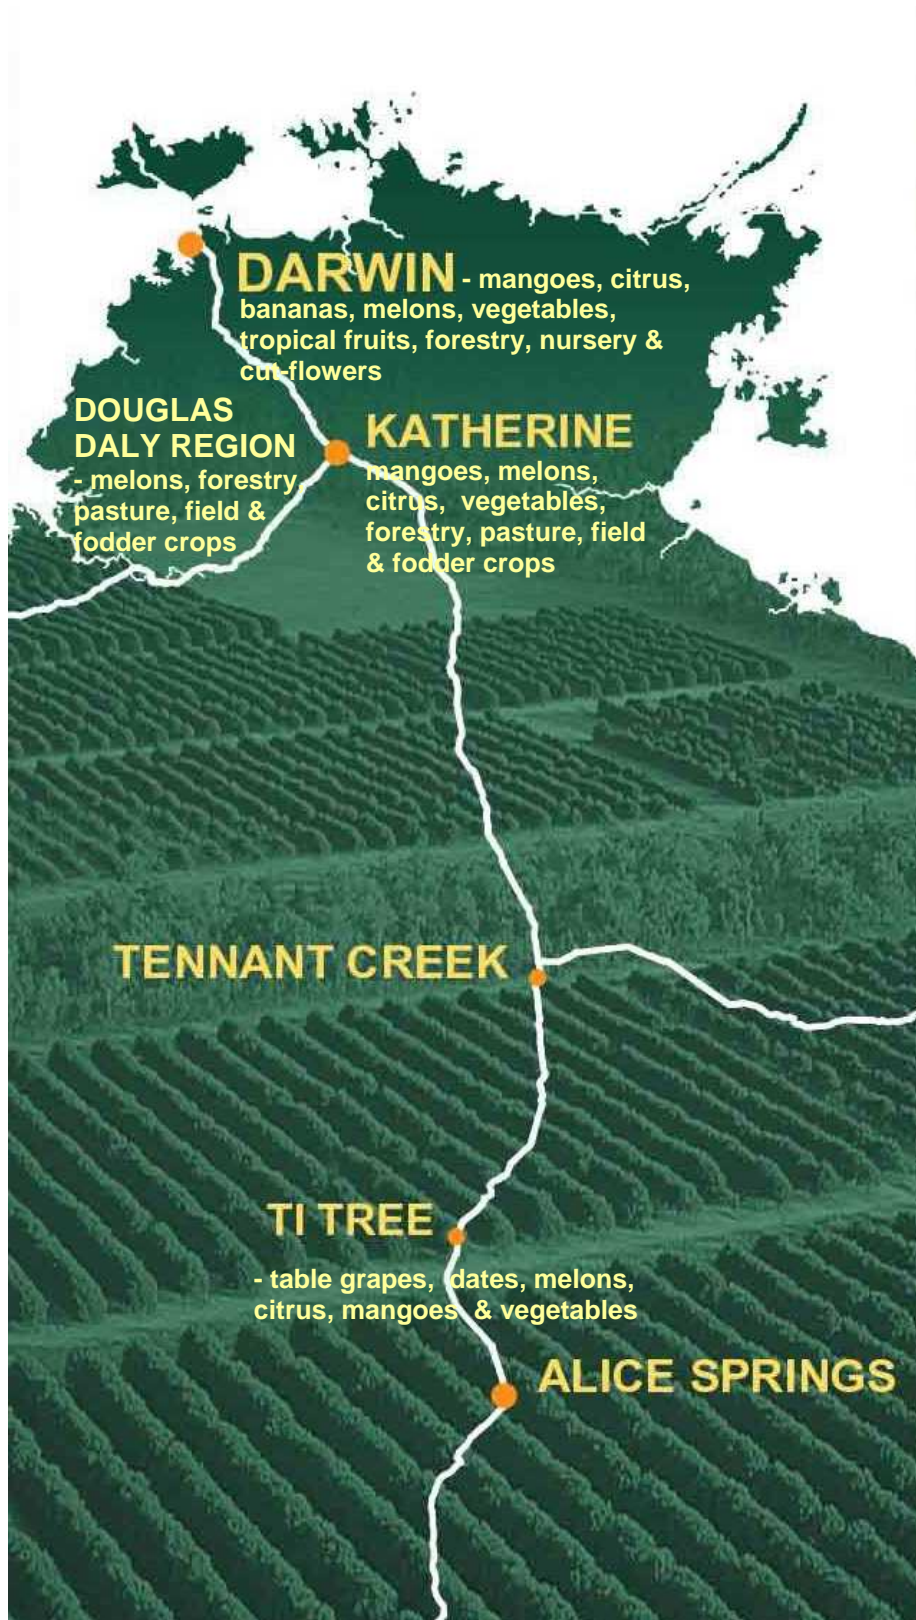 DARWIN - mangoes, citrus,
bananas, melons, vegetables,
tropical fruits, forestry, nursery &
cut-flowers
DOUGLAS
DALY REGION
- melons, forestry,
pasture, field &
fodder crops
KATHERINE
mangoes, melons,
citrus, vegetables,
forestry, pasture, field
& fodder crops
TENNANT CREEK
TI TREE
- table grapes, dates, melons,
citrus, mangoes & vegetables
ALICE SPRINGS